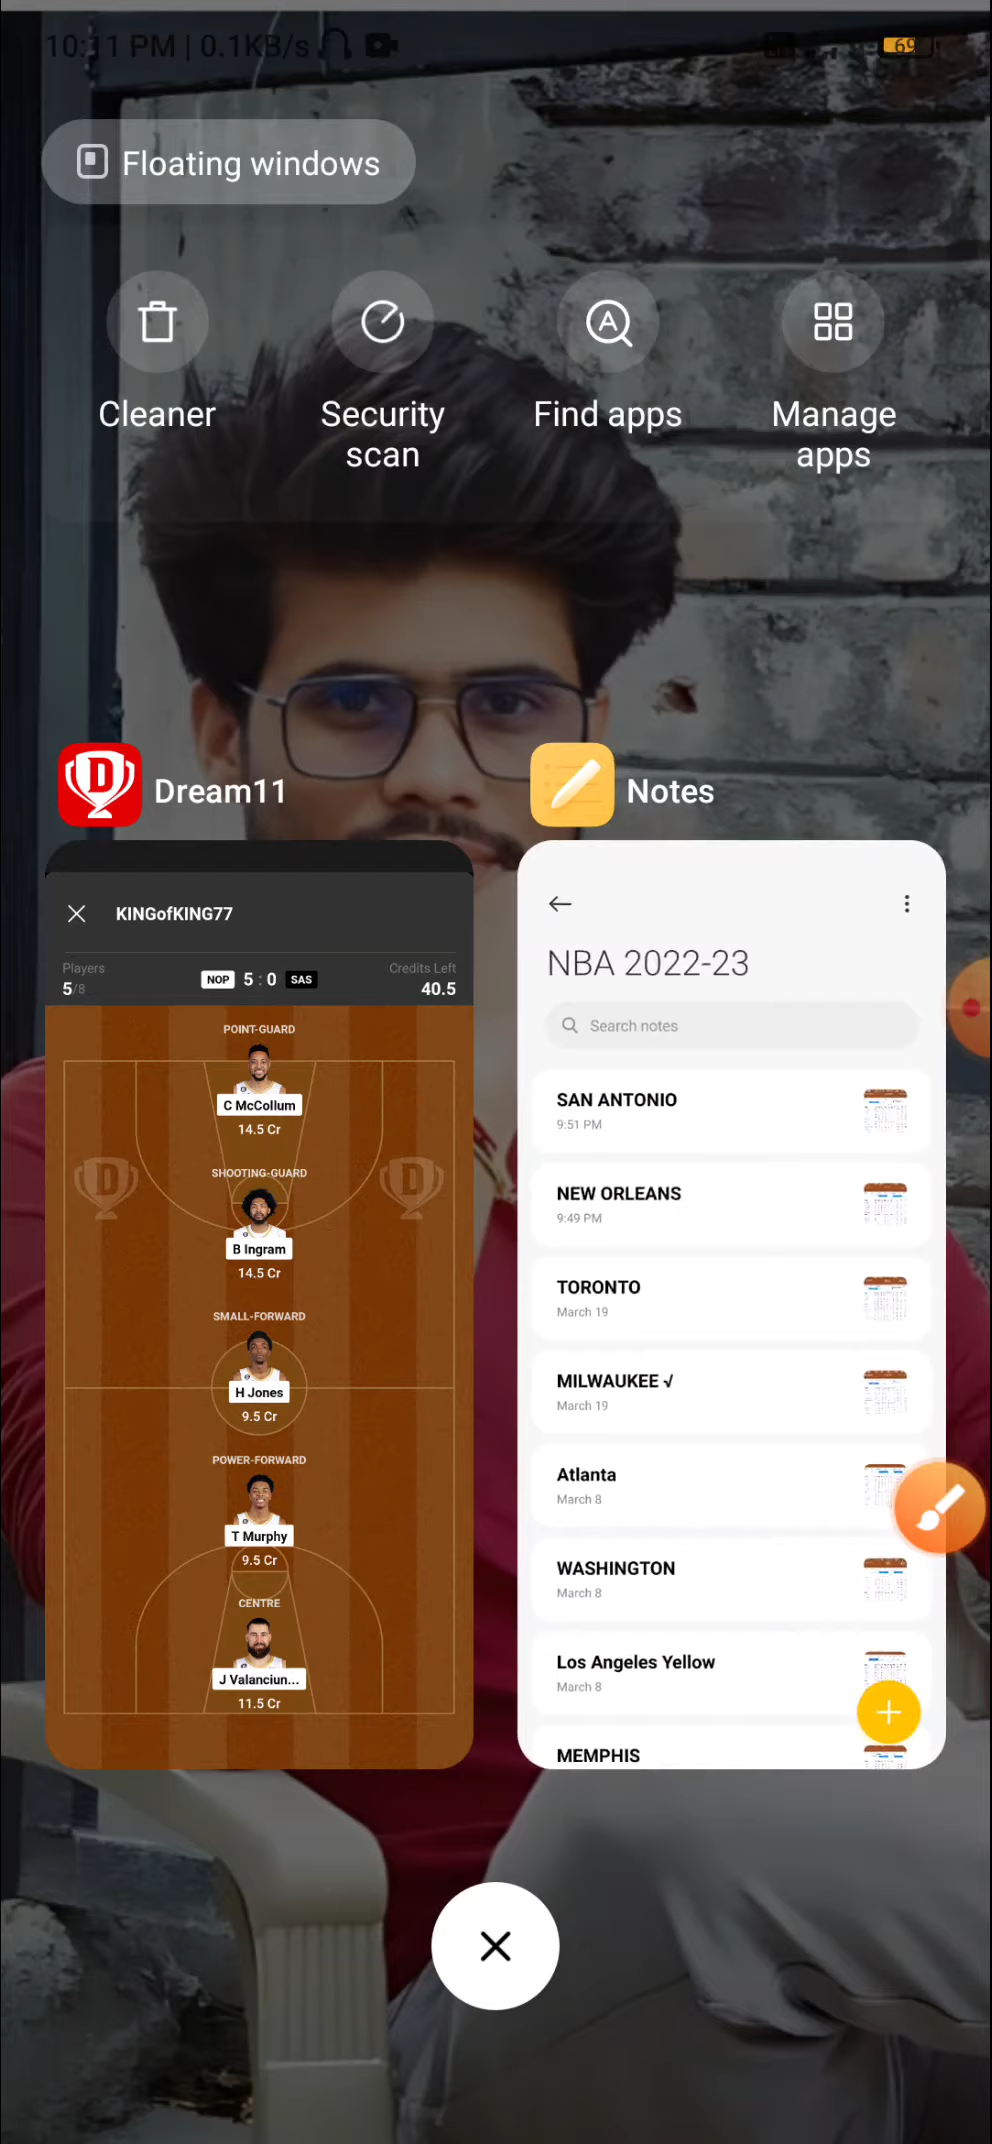 10:11 PM | 0.1KB/s
69
Floating windows
Cleaner
Security scan
Find apps
Manage apps
Dream11
KINGofKING77
Players
5/8
NOP 5 : 0 SAS
Credits Left
40.5
POINT-GUARD
C McCollum
14.5 Cr
SHOOTING-GUARD
B Ingram
14.5 Cr
SMALL-FORWARD
H Jones
9.5 Cr
POWER-FORWARD
T Murphy
9.5 Cr
CENTRE
J Valanciun...
11.5 Cr
Notes
NBA 2022-23
Search notes
SAN ANTONIO
9:51 PM
NEW ORLEANS
9:49 PM
TORONTO
March 19
MILWAUKEE √
March 19
Atlanta
March 8
WASHINGTON
March 8
Los Angeles Yellow
March 8
MEMPHIS